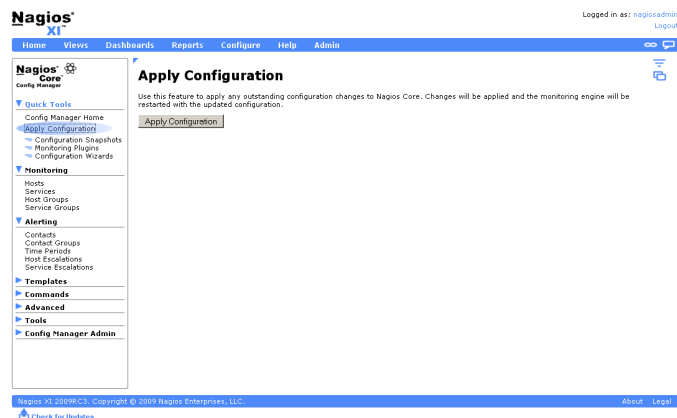 Nagios®
XI™
Logged in as: nagiosadmin
Logout
Home Views Dashboards Reports Configure Help Admin
Nagios®
Core™
Config Manager
Quick Tools
Config Manager Home
Apply Configuration
Configuration Snapshots
Monitoring Plugins
Configuration Wizards
Monitoring
Hosts
Services
Host Groups
Service Groups
Alerting
Contacts
Contact Groups
Time Periods
Host Escalations
Service Escalations
Templates
Commands
Advanced
Tools
Config Manager Admin
Apply Configuration
Use this feature to apply any outstanding configuration changes to Nagios Core. Changes will be applied and the monitoring engine will be
restarted with the updated configuration.
Apply Configuration
Nagios XI 2009RC3. Copyright © 2009 Nagios Enterprises, LLC.
About Legal
Check for Updates